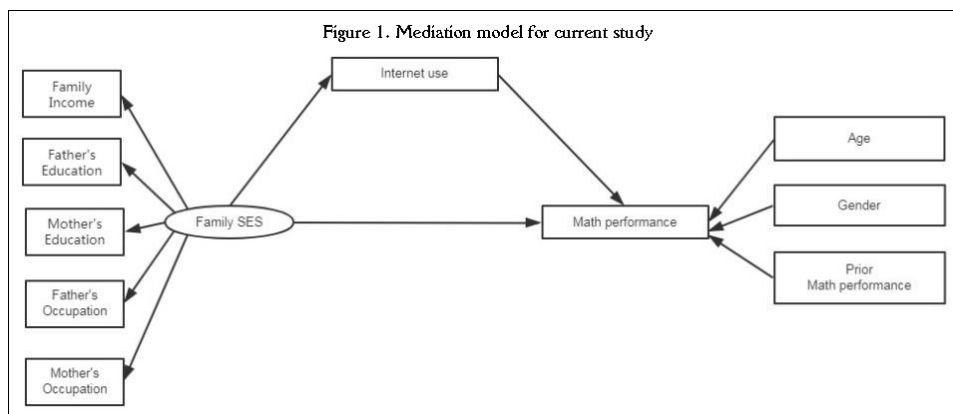 Figure 1. Mediation model for current study
Internet use
Family
Income
Father's
Education
Mother's
Education
Father's
Occupation
Mother's
Occupation
Family SES
Math performance
Age
Gender
Prior
Math performance